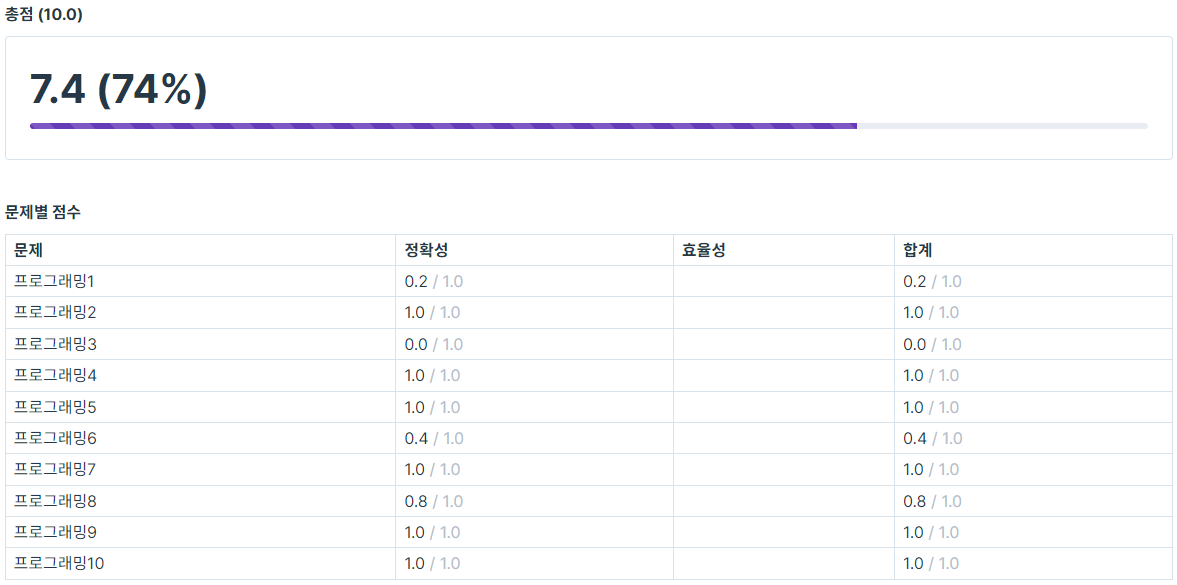 총점 (10.0)
7.4 (74%)
문제별 점수
문제 정확성 효율성 합계
프로그래밍1 0.2 / 1.0 0.2 / 1.0
프로그래밍2 1.0 / 1.0 1.0 / 1.0
프로그래밍3 0.0 / 1.0 0.0 / 1.0
프로그래밍4 1.0 / 1.0 1.0 / 1.0
프로그래밍5 1.0 / 1.0 1.0 / 1.0
프로그래밍6 0.4 / 1.0 0.4 / 1.0
프로그래밍7 1.0 / 1.0 1.0 / 1.0
프로그래밍8 0.8 / 1.0 0.8 / 1.0
프로그래밍9 1.0 / 1.0 1.0 / 1.0
프로그래밍10 1.0 / 1.0 1.0 / 1.0